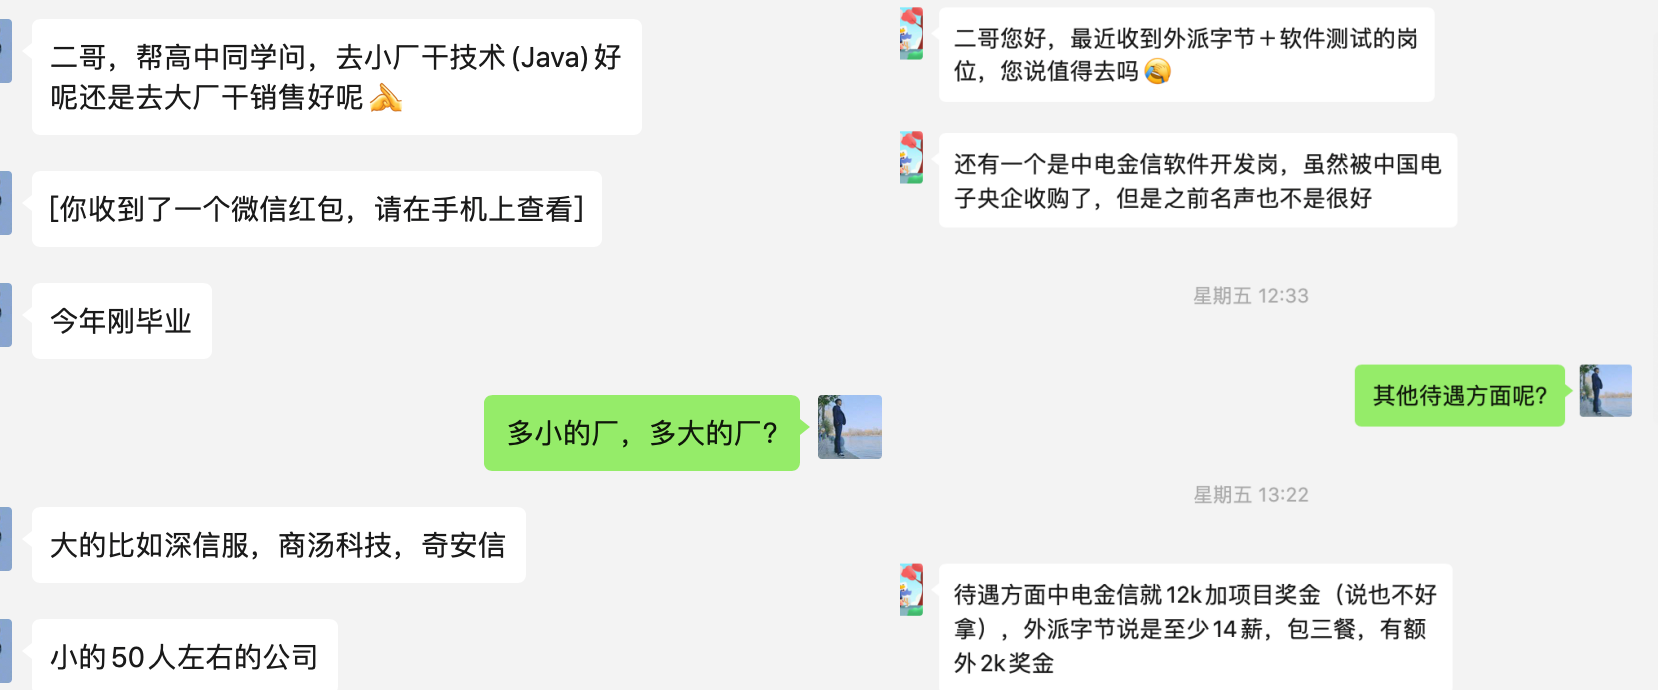 二哥，帮高中同学问，去小厂干技术(Java)好
呢还是去大厂干销售好呢
[你收到了一个微信红包，请在手机上查看]
今年刚毕业
多小的厂，多大的厂?
大的比如深信服，商汤科技，奇安信
小的50人左右的公司
二哥您好，最近收到外派字节＋软件测试的岗
位，您说值得去吗
还有一个是中电金信软件开发岗，虽然被中国电
子央企收购了，但是之前名声也不是很好
星期五 12:33
其他待遇方面呢?
星期五 13:22
待遇方面中电金信就12k加项目奖金（说也不好
拿），外派字节说是至少14薪，包三餐，有额
外2k奖金